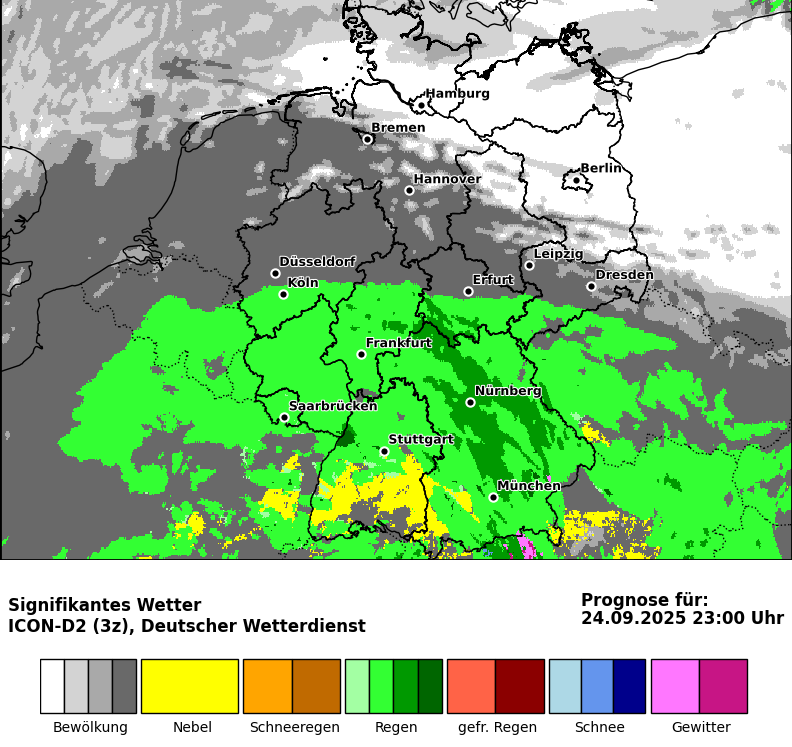 Hamburg
Bremen
Berlin
Hannover
Leipzig
Düsseldorf
Dresden
Köln
Erfurt
Frankfurt
Nürnberg
Saarbrücken
Stuttgart
München
Signifikantes Wetter
ICON-D2 (3z), Deutscher Wetterdienst
Prognose für:
24.09.2025 23:00 Uhr
Bewölkung
Nebel
Schneeregen
Regen
gefr. Regen
Schnee
Gewitter